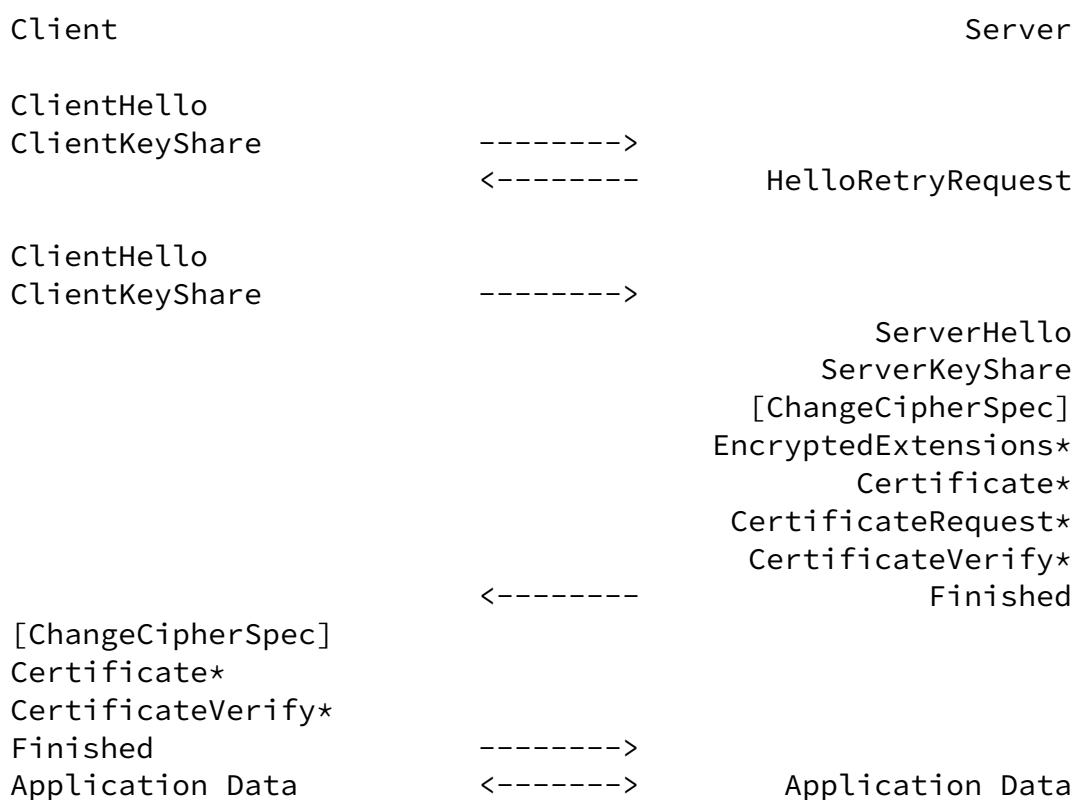 Client                                               Server

ClientHello
ClientKeyShare            -------->
                          <--------       HelloRetryRequest

ClientHello
ClientKeyShare            -------->
                                                ServerHello
                                             ServerKeyShare
                                         [ChangeCipherSpec]
                                       EncryptedExtensions*
                                               Certificate*
                                        CertificateRequest*
                                         CertificateVerify*
                          <--------                Finished
[ChangeCipherSpec]
Certificate*
CertificateVerify*
Finished                  -------->
Application Data          <------->        Application Data